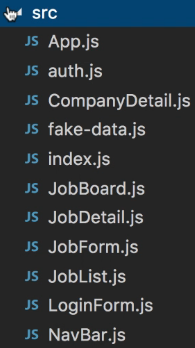 src
JS App.js
JS auth.js
JS CompanyDetail.js
JS fake-data.js
JS index.js
JS JobBoard.js
JS JobDetail.js
JS JobForm.js
JS JobList.js
JS LoginForm.js
JS NavBar.js